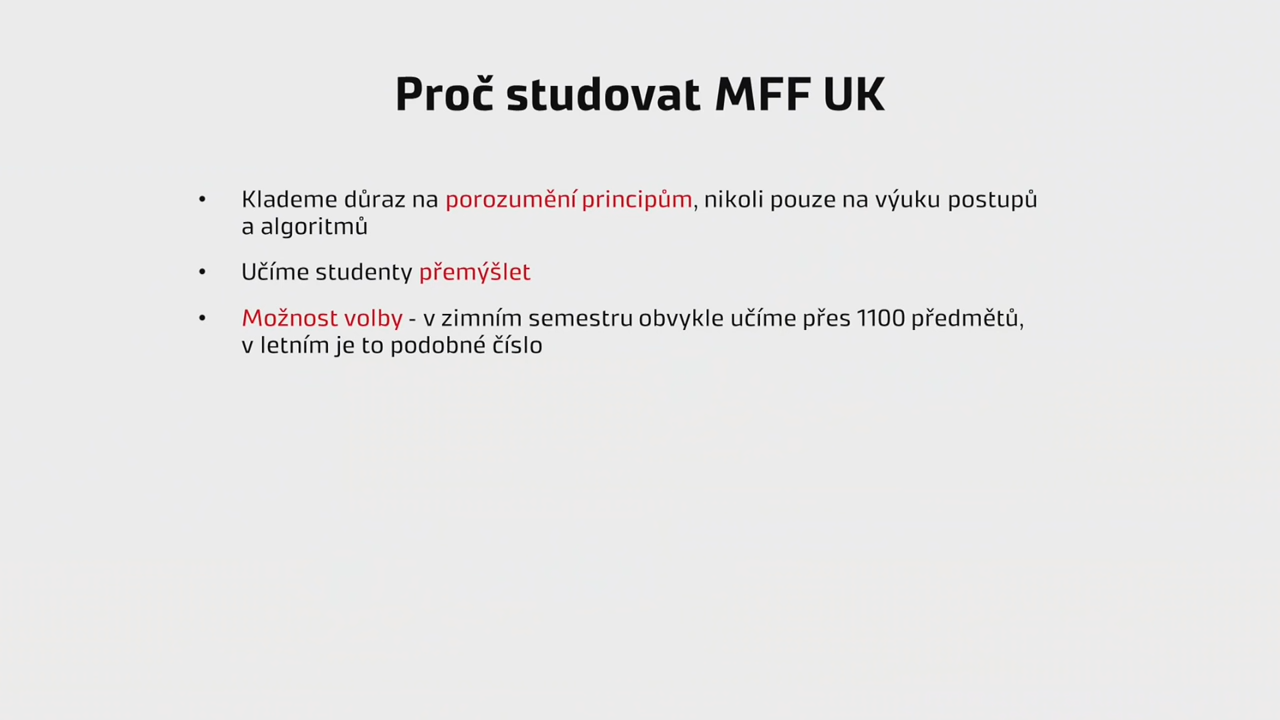 Proč studovat MFF UK
• Klademe důraz na porozumění principům, nikoli pouze na výuku postupů
a algoritmů
• Učíme studenty přemýšlet
• Možnost volby - v zimním semestru obvykle učíme přes 1100 předmětů,
v letním je to podobné číslo